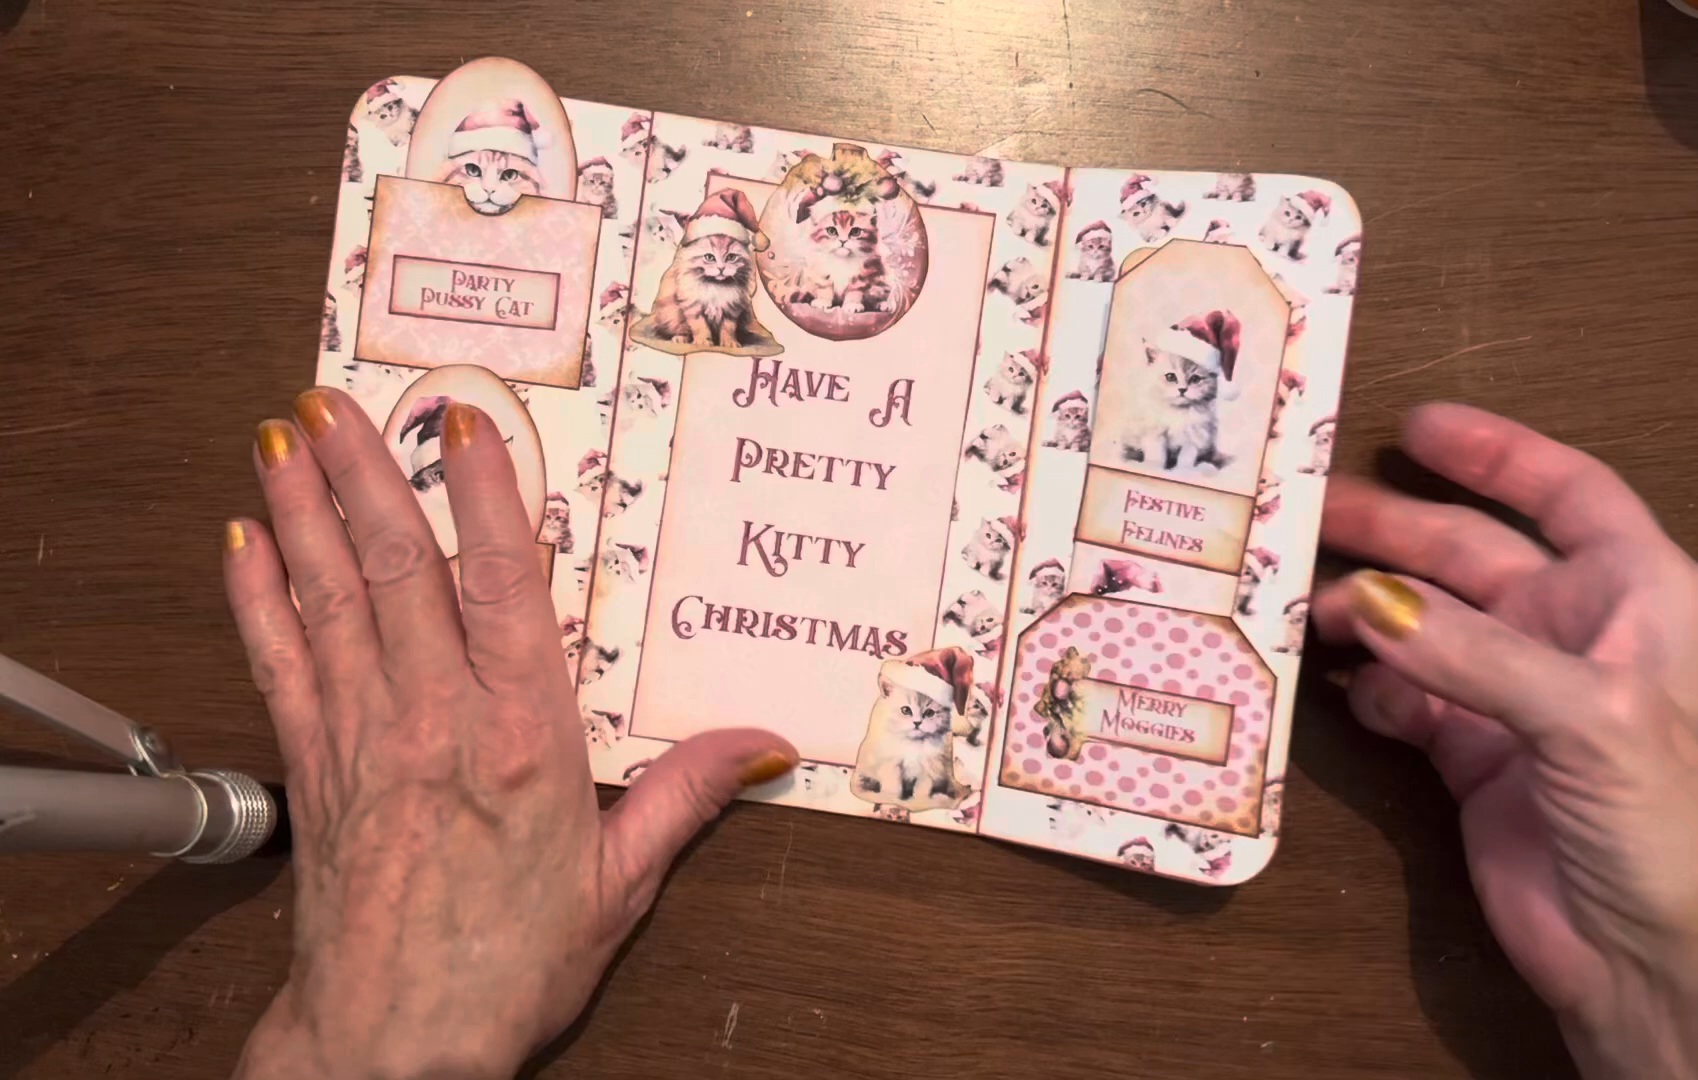 Party
Pussy Cat
Have A
Pretty
Kitty
Christmas
Festive
Felines
Merry
Moggies